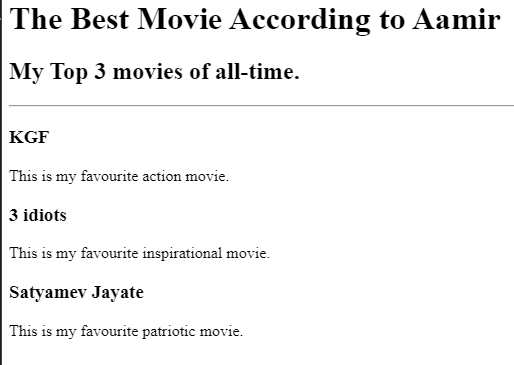 The Best Movie According to Aamir
My Top 3 movies of all-time.
KGF
This is my favourite action movie.
3 idiots
This is my favourite inspirational movie.
Satyamev Jayate
This is my favourite patriotic movie.